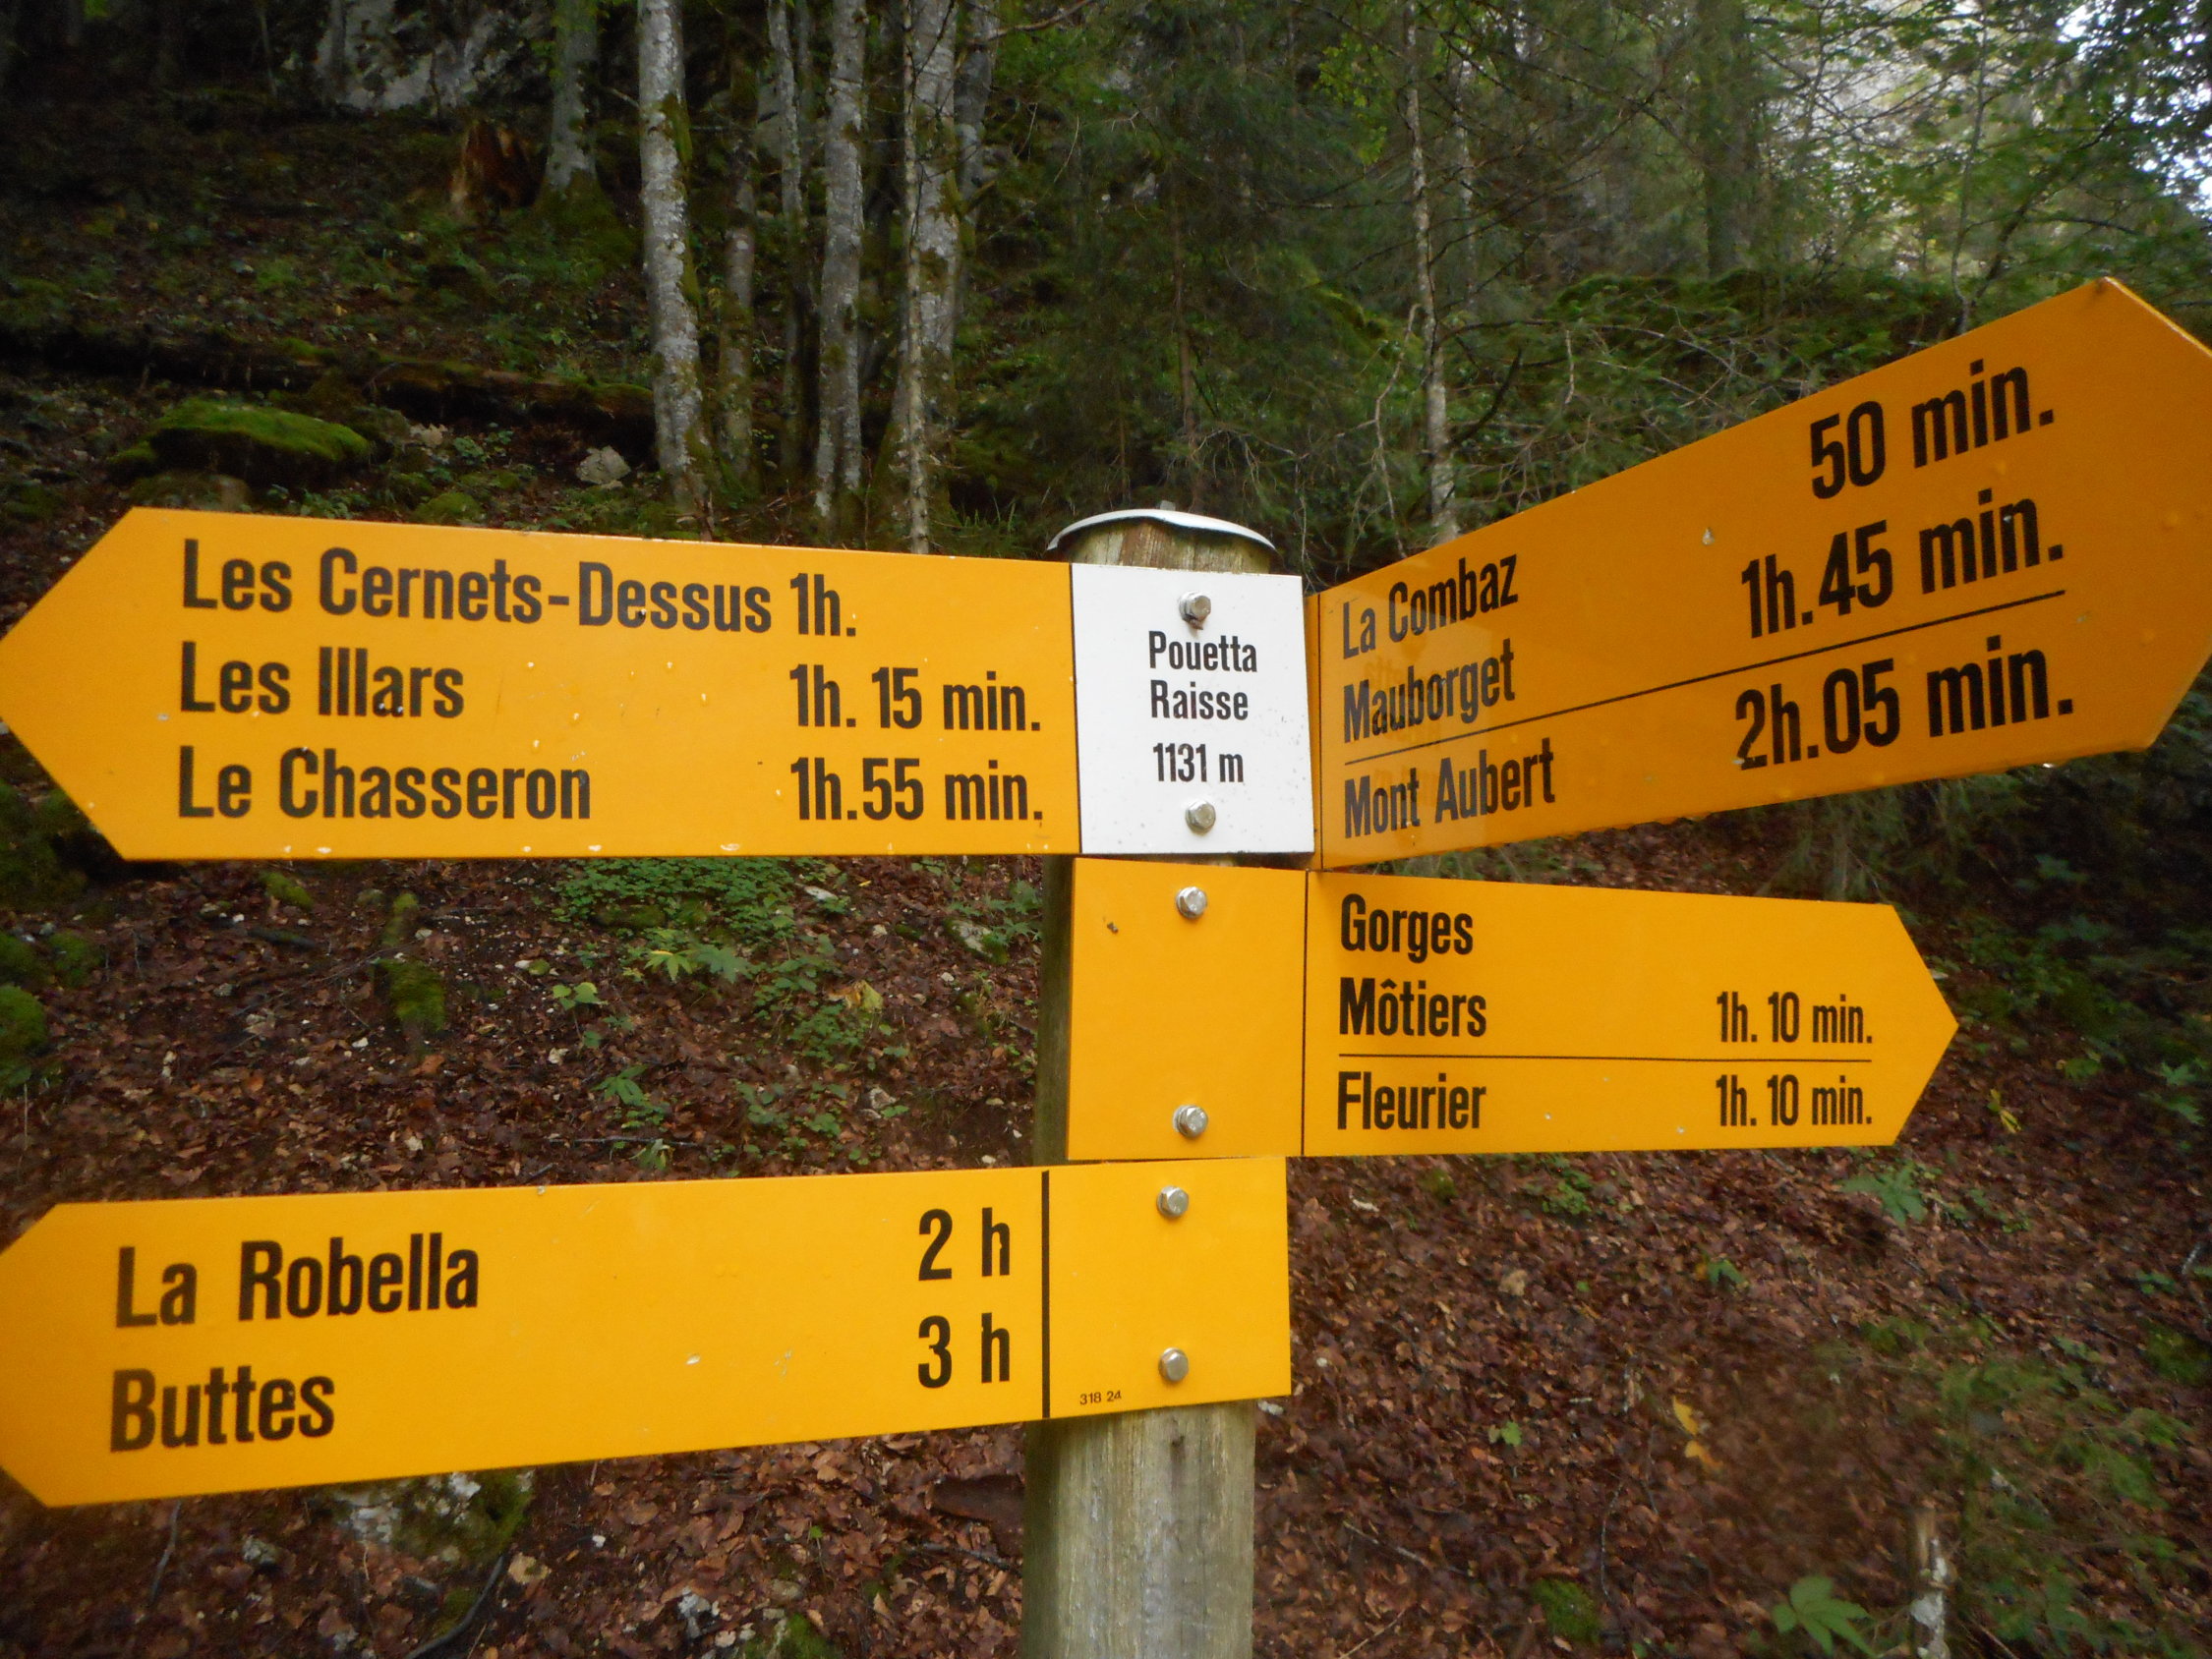 Les Cernets-Dessus 1h.
Les Illars 1h. 15 min.
Le Chasseron 1h.55 min.
Pouetta
Raisse
1131 m
La Combaz 50 min.
Mauborget 1h.45 min.
Mont Aubert 2h.05 min.
Gorges
Môtiers 1h. 10 min.
Fleurier 1h. 10 min.
La Robella 2 h
Buttes 3 h
318 24